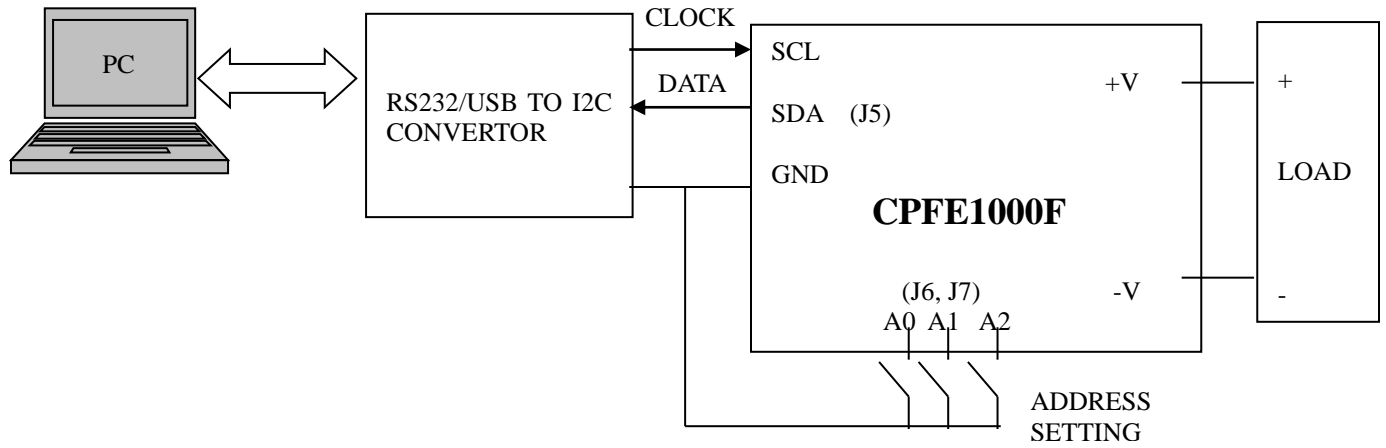 PC
RS232/USB TO I2C
CONVERTOR
CLOCK
DATA
SCL
SDA (J5)
GND
CPFE1000F
+V
-V
(J6, J7)
A0 A1 A2
+
LOAD
-
ADDRESS
SETTING